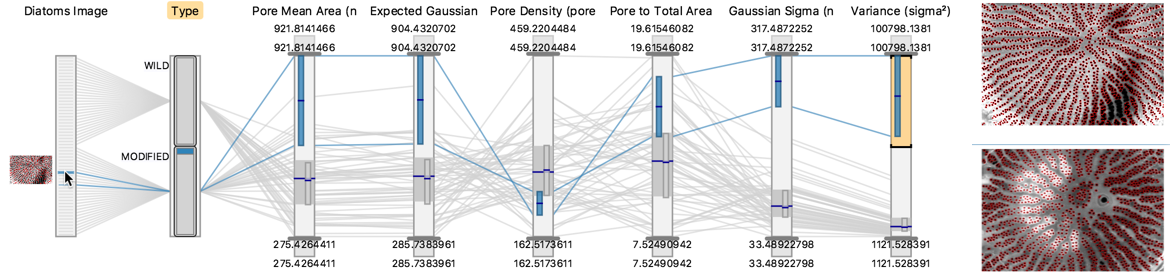 Diatoms Image Type Pore Mean Area (n Expected Gaussian Pore Density (pore Pore to Total Area Gaussian Sigma (n Variance (sigma²)
921.8141466 904.4320702 459.2204484 19.61546082 317.4872252 100798.1381
921.8141466 904.4320702 459.2204484 19.61546082 317.4872252 100798.1381
WILD
MODIFIED
275.4264411 285.7383961 162.5173611 7.52490942 33.48922798 1121.528391
275.4264411 285.7383961 162.5173611 7.52490942 33.48922798 1121.528391